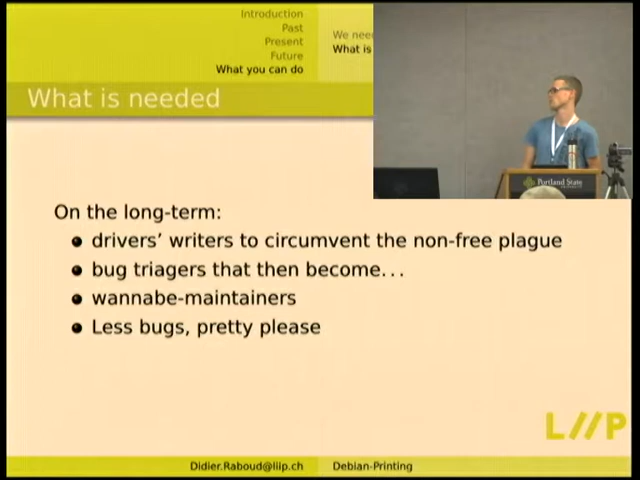 Introduction
Past
Present
Future
What you can do
We need
What is
What is needed
Portland State
On the long-term:
drivers' writers to circumvent the non-free plague
bug triagers that then become...
wannabe-maintainers
Less bugs, pretty please
LIIP
Didier.Raboud@liip.ch
Debian-Printing